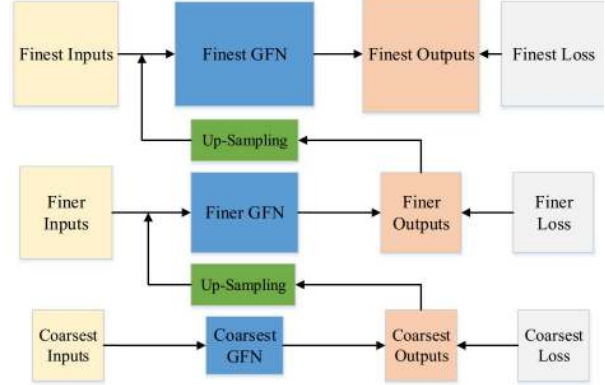 Finest Inputs
Finest GFN
Finest Outputs
Finest Loss
Up-Sampling
Finer
Inputs
Finer GFN
Finer
Outputs
Finer
Loss
Up-Sampling
Coarsest
Inputs
Coarsest
GFN
Coarsest
Outputs
Coarsest
Loss